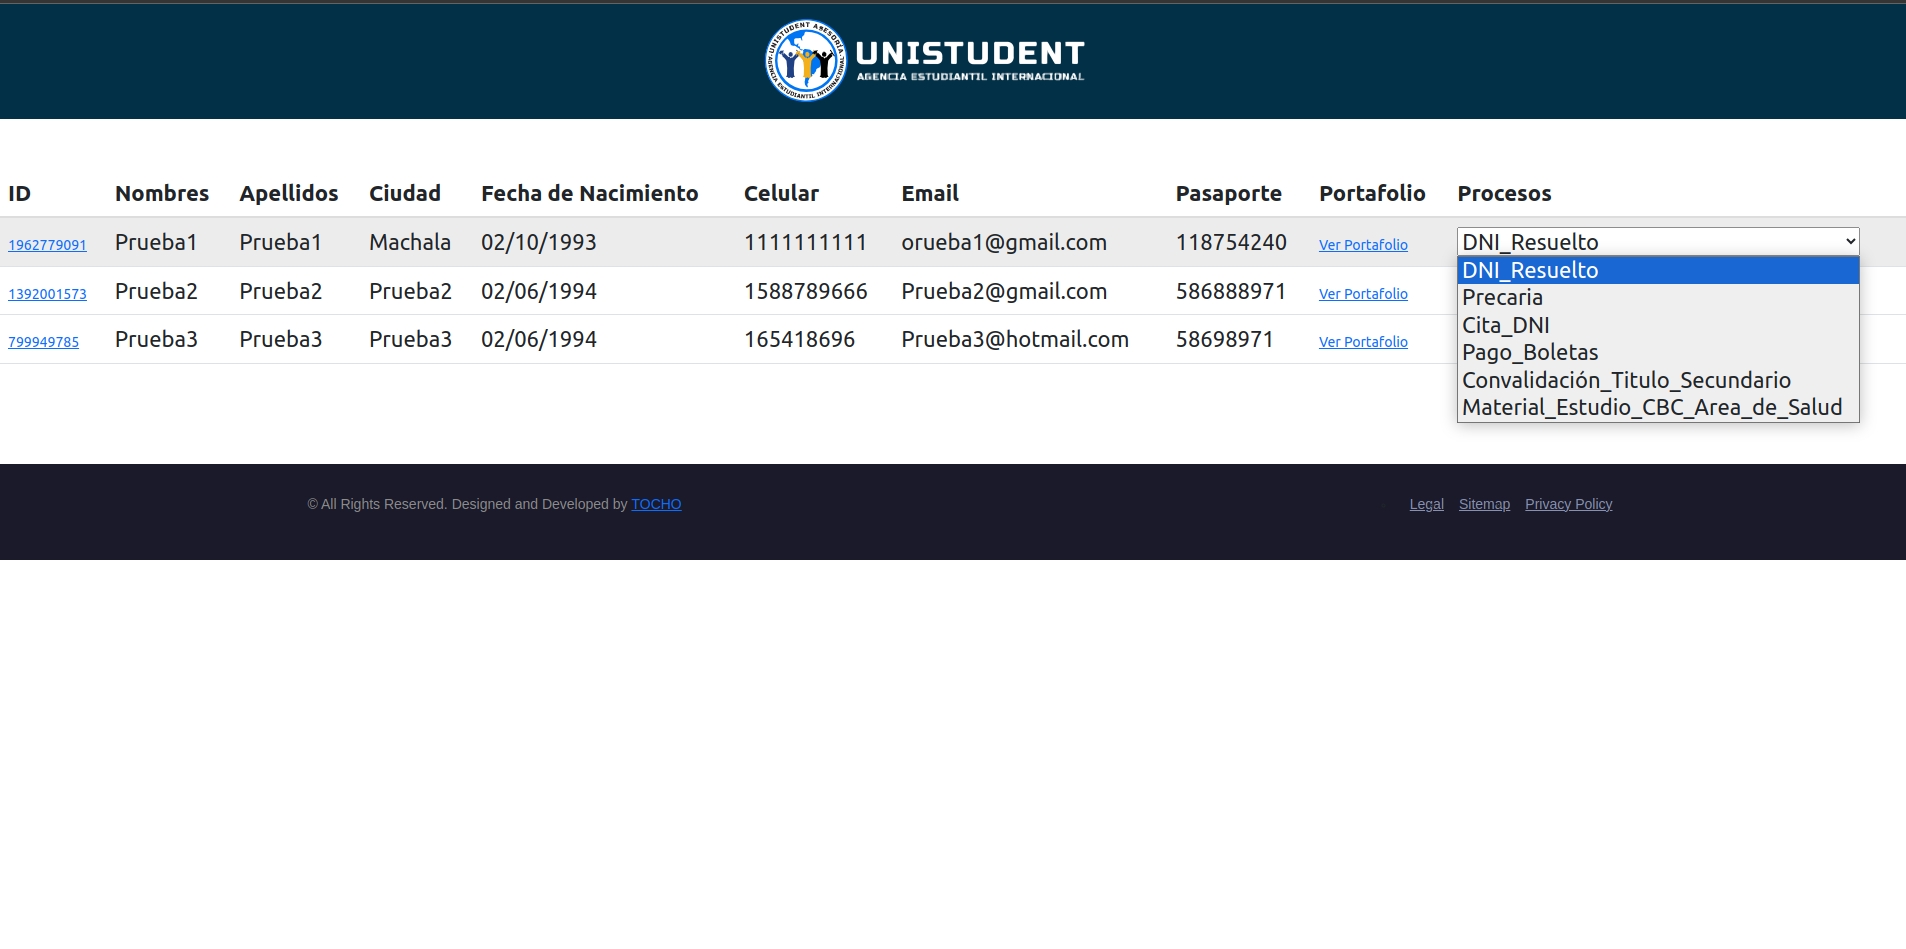 UNISTUDENT ASESORÍA
AGENCIA ESTUDIANTIL INTERNACIONAL
UNISTUDENT
AGENCIA ESTUDIANTIL INTERNACIONAL
ID Nombres Apellidos Ciudad Fecha de Nacimiento Celular Email Pasaporte Portafolio Procesos
1962779091 Prueba1 Prueba1 Machala 02/10/1993 1111111111 orueba1@gmail.com 118754240 Ver Portafolio DNI_Resuelto
1392001573 Prueba2 Prueba2 Prueba2 02/06/1994 1588789666 Prueba2@gmail.com 586888971 Ver Portafolio
799949785 Prueba3 Prueba3 Prueba3 02/06/1994 165418696 Prueba3@hotmail.com 58698971 Ver Portafolio
DNI_Resuelto
Precaria
Cita_DNI
Pago_Boletas
Convalidación_Titulo_Secundario
Material_Estudio_CBC_Area_de_Salud
© All Rights Reserved. Designed and Developed by TOCHO
Legal Sitemap Privacy Policy